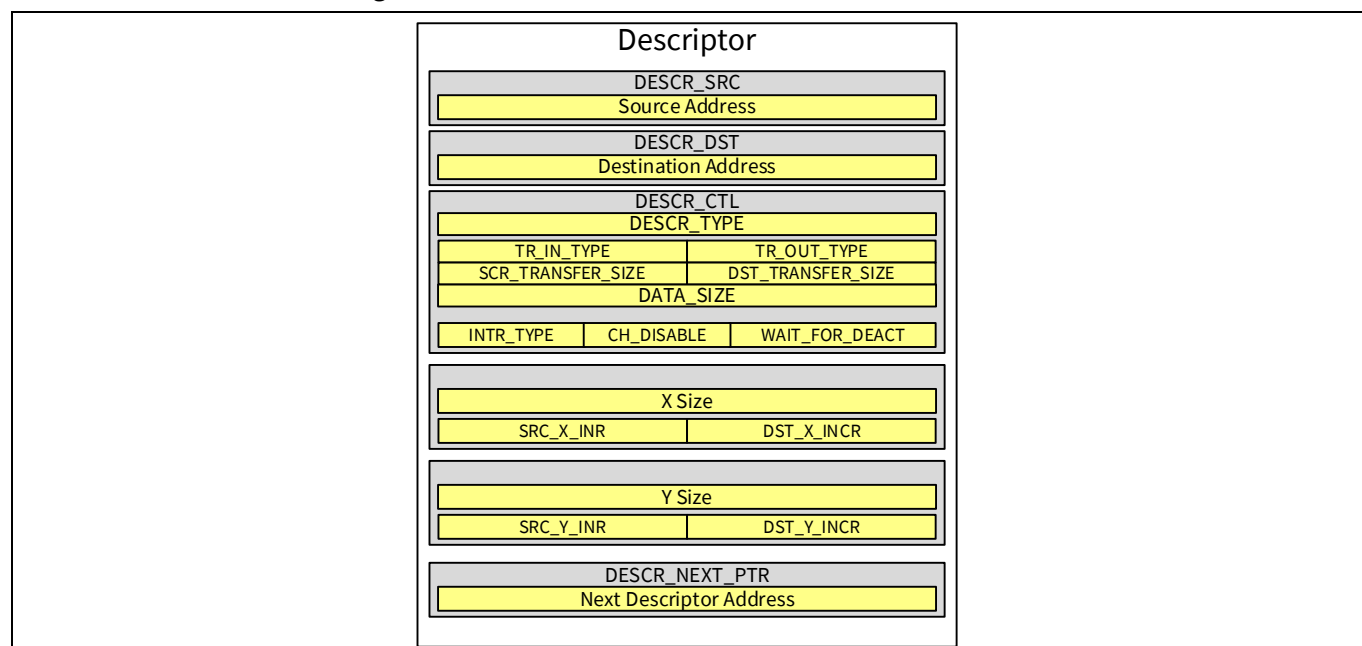 Descriptor
DESCR_SRC
Source Address
DESCR_DST
Destination Address
DESCR_CTL
DESCR_TYPE
TR_IN_TYPE TR_OUT_TYPE
SCR_TRANSFER_SIZE DST_TRANSFER_SIZE
DATA_SIZE
INTR_TYPE CH_DISABLE WAIT_FOR_DEACT
X Size
SRC_X_INR DST_X_INCR
Y Size
SRC_Y_INR DST_Y_INCR
DESCR_NEXT_PTR
Next Descriptor Address